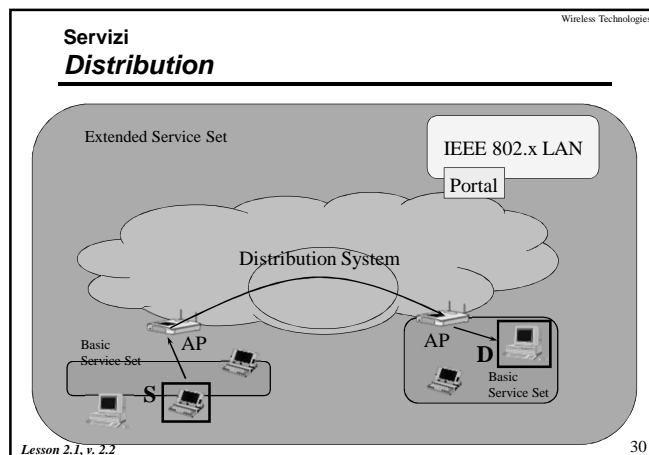 Wireless Technologies
Servizi
Distribution
Extended Service Set
IEEE 802.x LAN
Portal
Distribution System
AP
Basic
Service Set
S
AP
D
Basic
Service Set
Lesson 2.1, v. 2.2
30